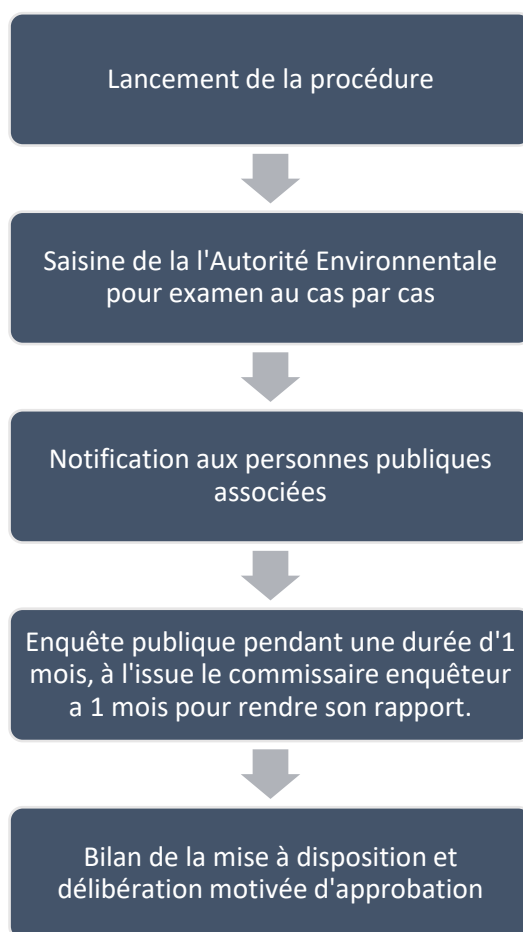 Lancement de la procédure
Saisine de la l'Autorité Environnentale
pour examen au cas par cas
Notification aux personnes publiques
associées
Enquête publique pendant une durée d'1
mois, à l'issue le commissaire enquêteur
a 1 mois pour rendre son rapport.
Bilan de la mise à disposition et
délibération motivée d'approbation